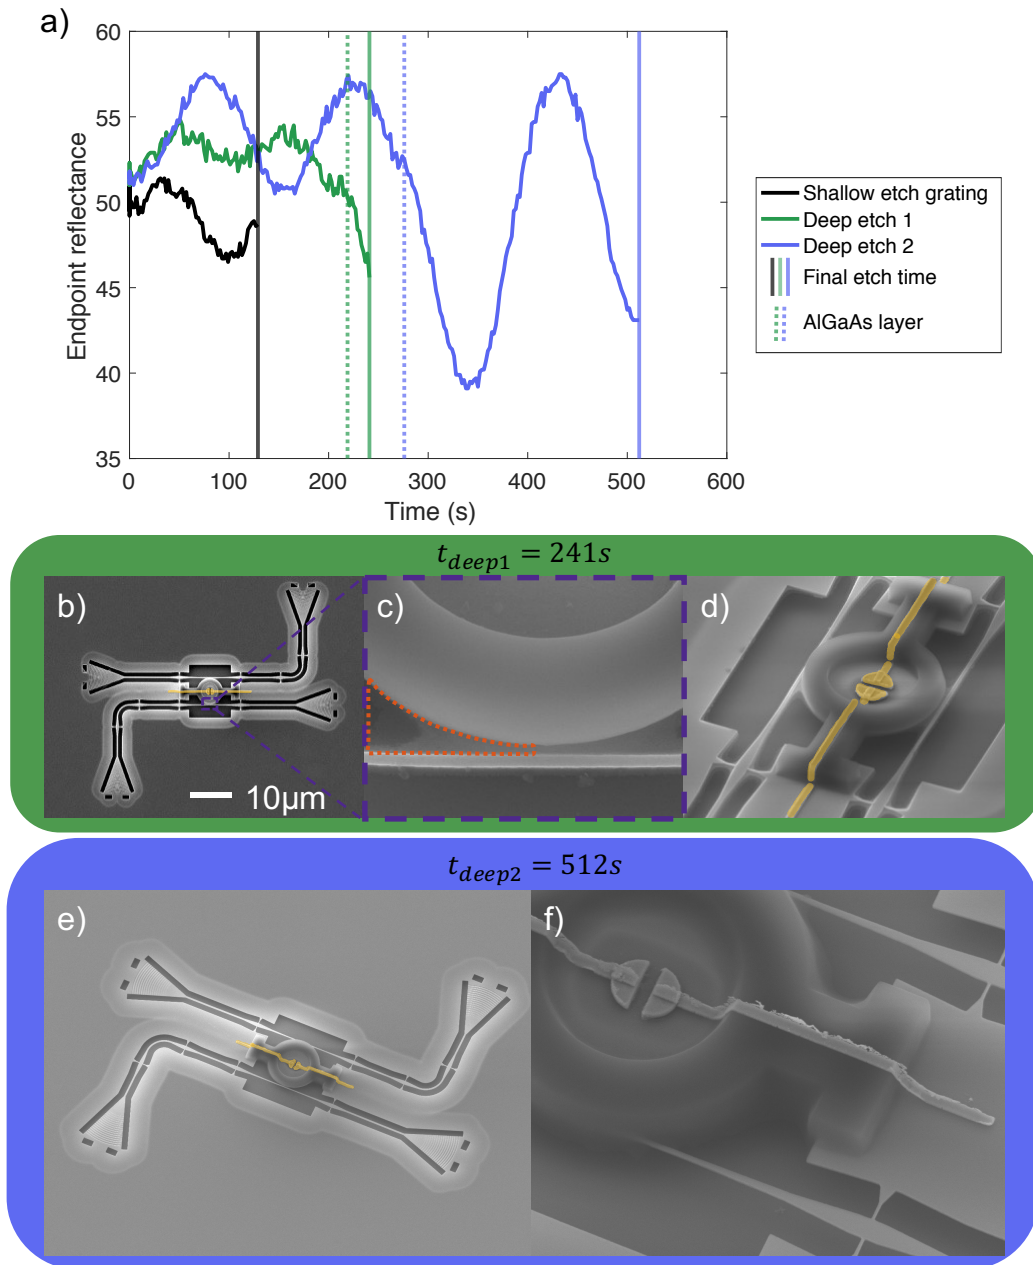 a)
60
55
50
45
40
35
Endpoint reflectance
0 100 200 300 400 500 600
Time (s)
Shallow etch grating
Deep etch 1
Deep etch 2
Final etch time
AlGaAs layer
t_{deep1} = 241s
b)
10μm
c)
d)
t_{deep2} = 512s
e)
f)